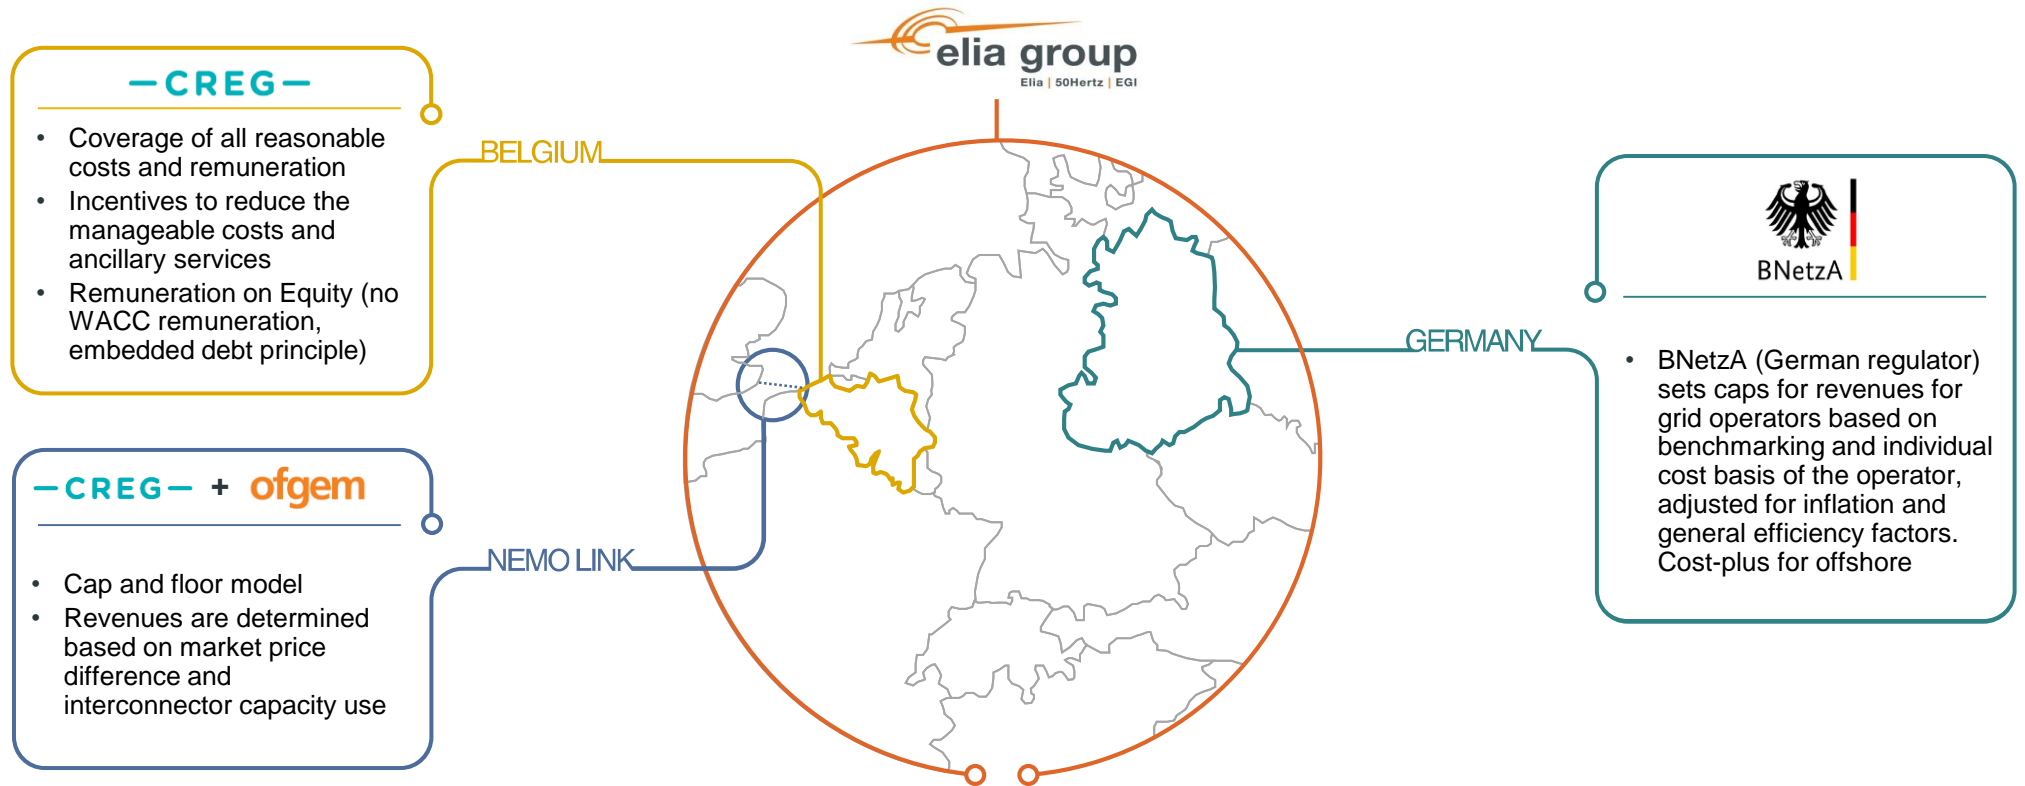 elia group
Elia | 50Hertz | EGI
CREG
• Coverage of all reasonable
costs and remuneration
• Incentives to reduce the
manageable costs and
ancillary services
• Remuneration on Equity (no
WACC remuneration,
embedded debt principle)
BELGIUM
CREG + ofgem
• Cap and floor model
• Revenues are determined
based on market price
difference and
interconnector capacity use
NEMO LINK
GERMANY
BNetzA
• BNetzA (German regulator)
sets caps for revenues for
grid operators based on
benchmarking and individual
cost basis of the operator,
adjusted for inflation and
general efficiency factors.
Cost-plus for offshore